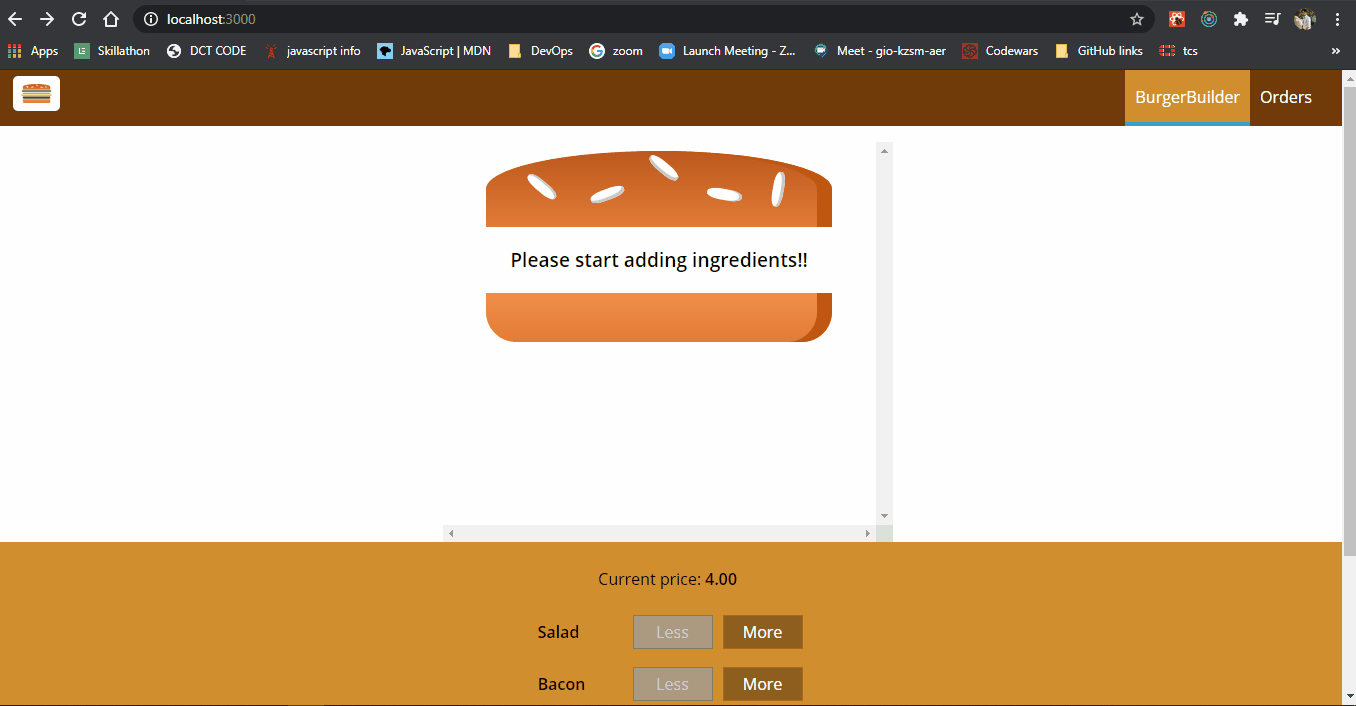 localhost:3000
Apps LE Skillathon DCT CODE javascript info JavaScript | MDN DevOps zoom Launch Meeting - Z... Meet - gio-kzsm-aer Codewars GitHub links tcs »
BurgerBuilder Orders
Please start adding ingredients!!
Current price: 4.00
Salad Less More
Bacon Less More